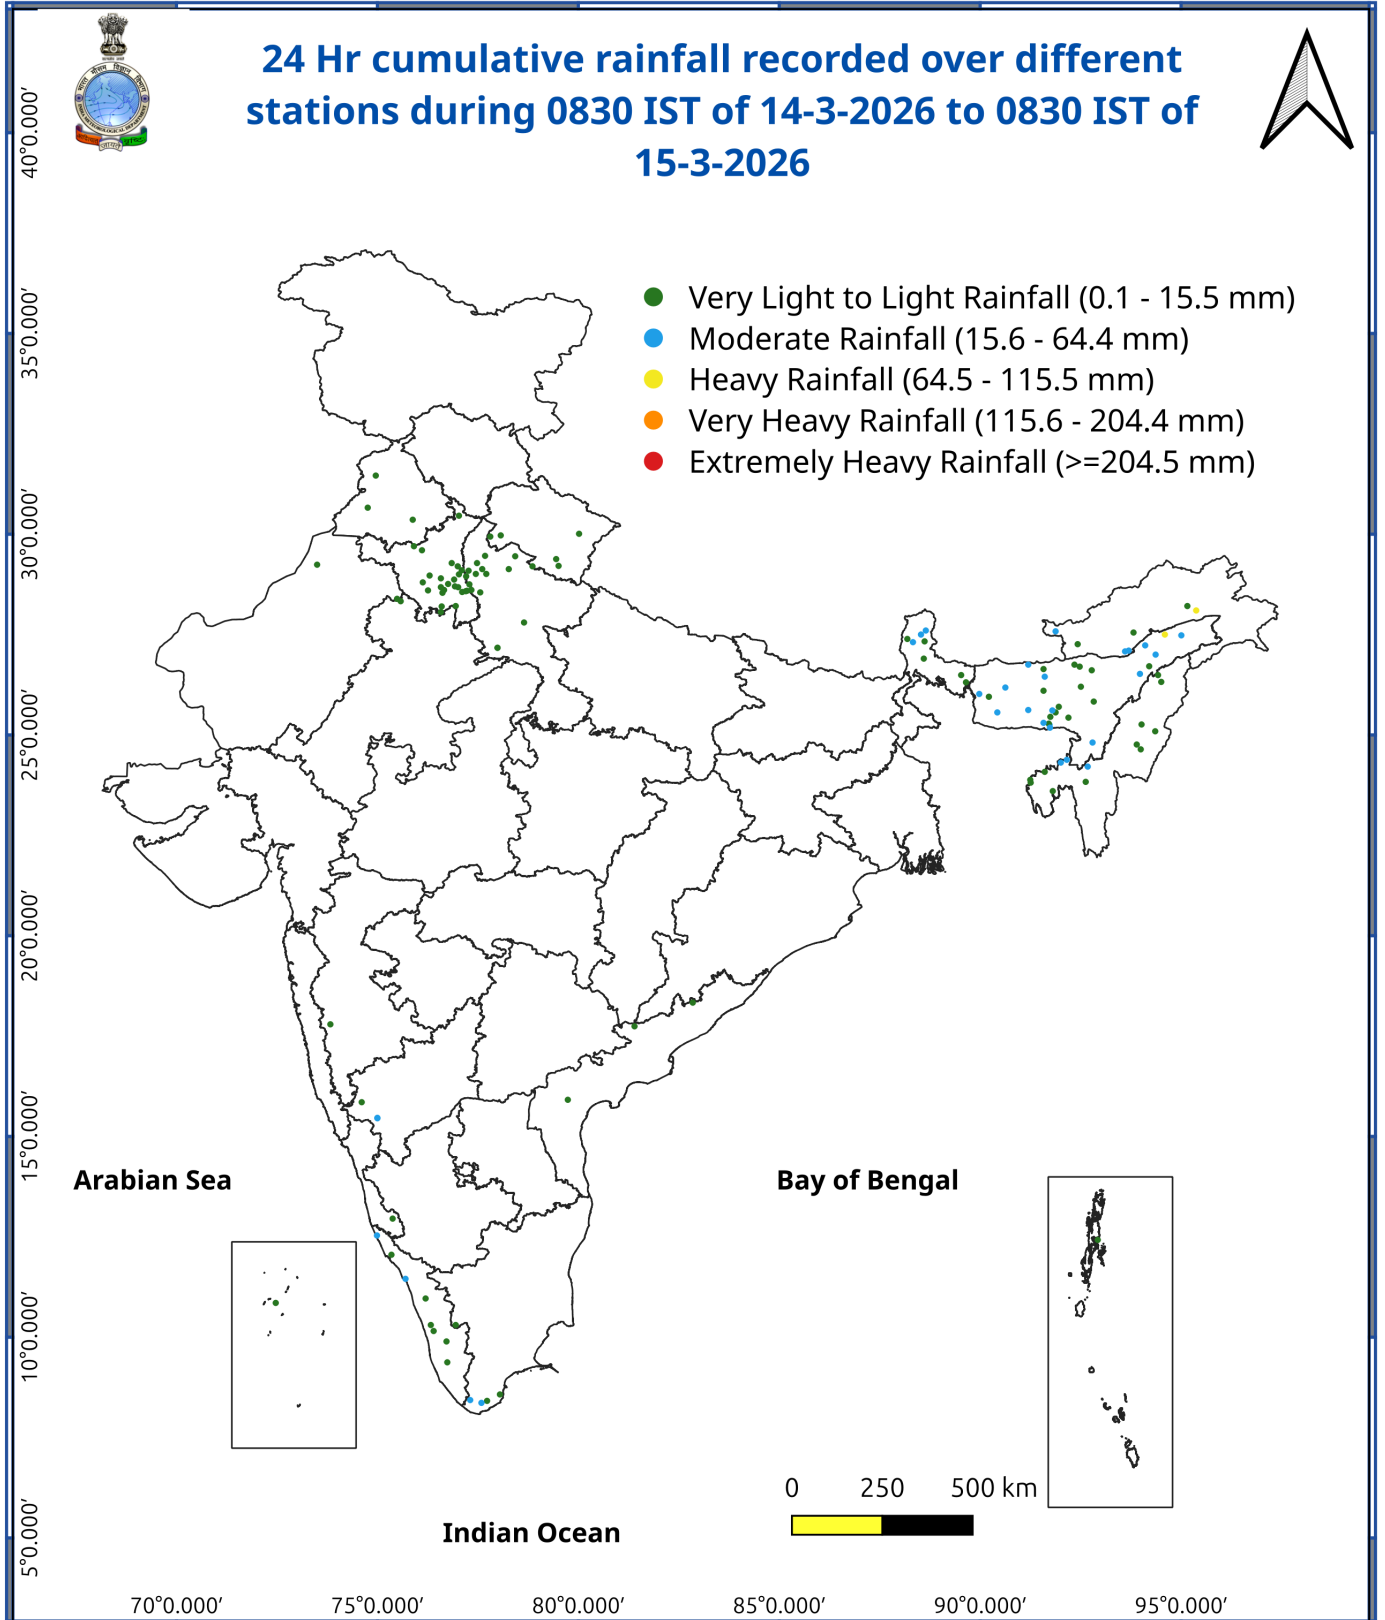 24 Hr cumulative rainfall recorded over different
stations during 0830 IST of 14-3-2026 to 0830 IST of
15-3-2026
Very Light to Light Rainfall (0.1 - 15.5 mm)
Moderate Rainfall (15.6 - 64.4 mm)
Heavy Rainfall (64.5 - 115.5 mm)
Very Heavy Rainfall (115.6 - 204.4 mm)
Extremely Heavy Rainfall (>=204.5 mm)
40°0.000′
35°0.000′
30°0.000′
25°0.000′
20°0.000′
15°0.000′
10°0.000′
5°0.000′
Arabian Sea
Bay of Bengal
Indian Ocean
0 250 500 km
70°0.000′ 75°0.000′ 80°0.000′ 85°0.000′ 90°0.000′ 95°0.000′